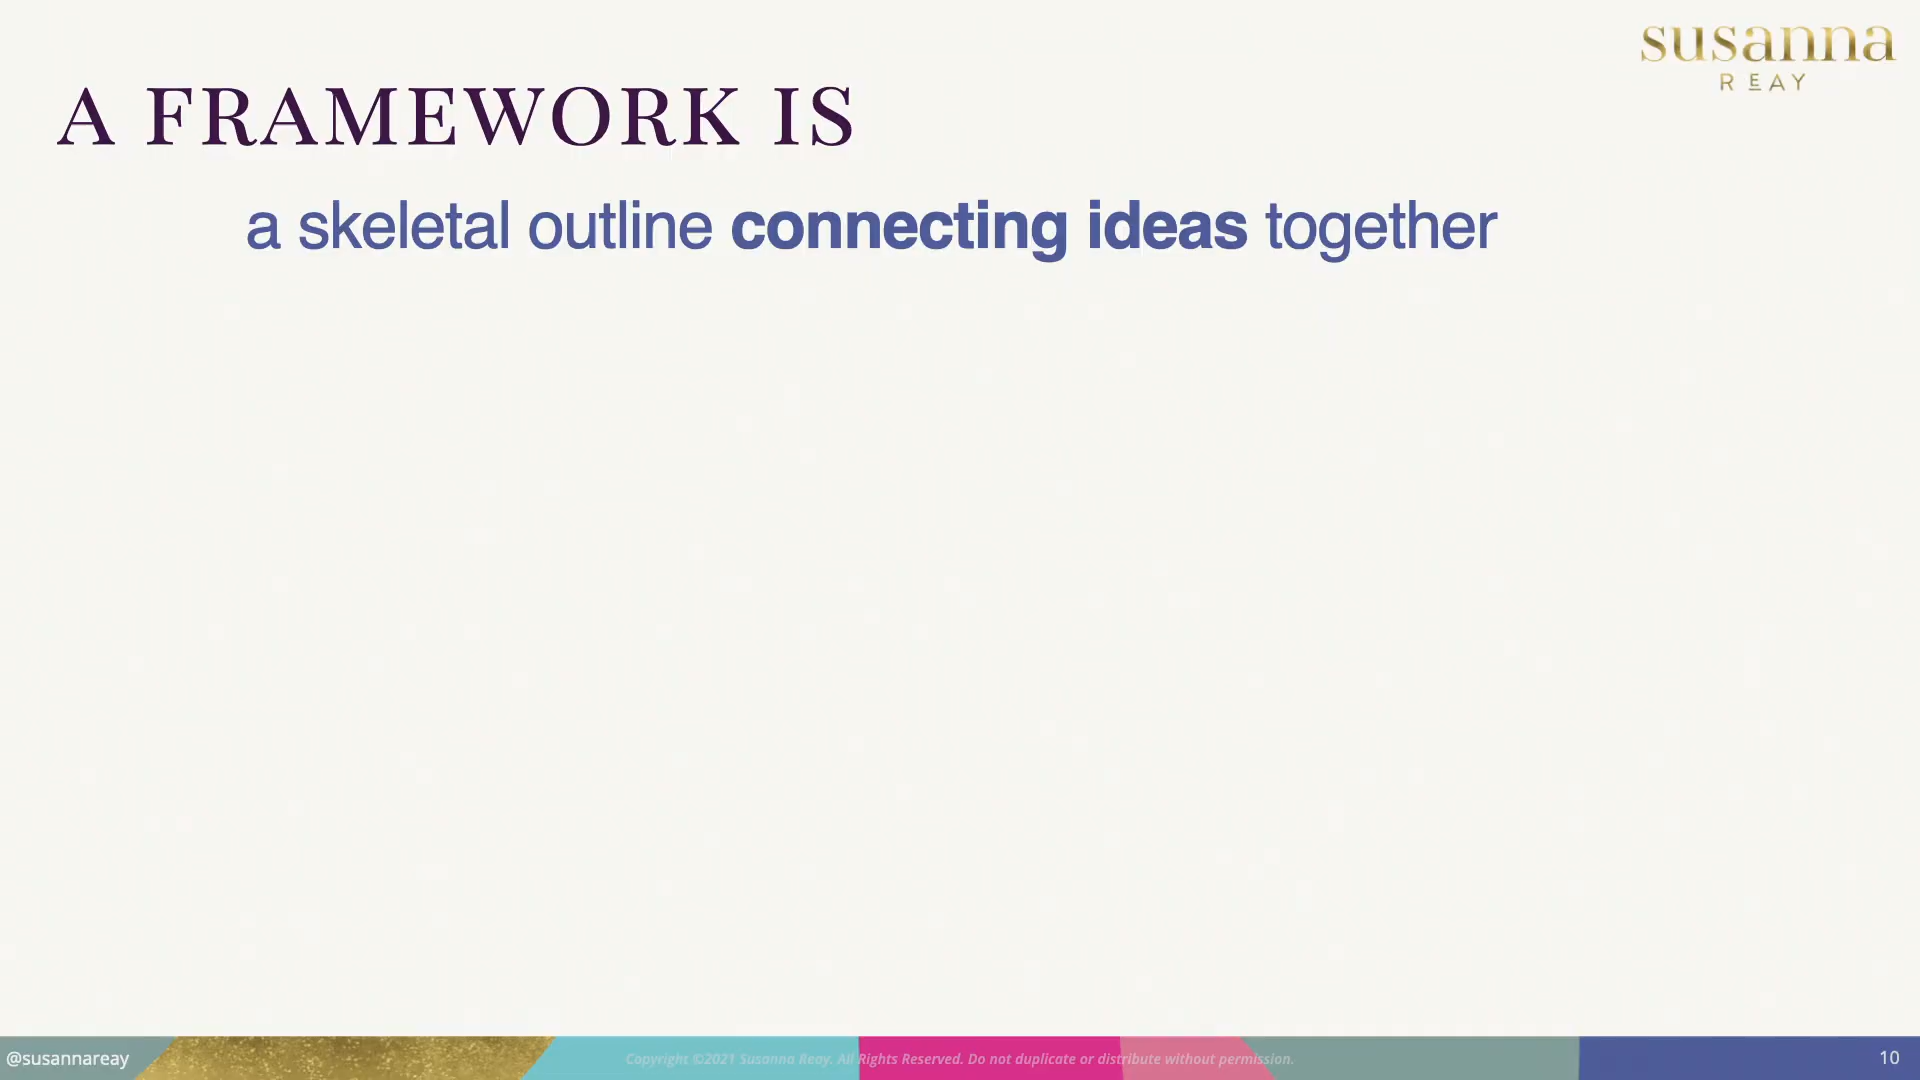 susanna
REAY
A FRAMEWORK IS
a skeletal outline connecting ideas together
@susannareay
Copyright ©2021 Susanna Reay. All Rights Reserved. Do not duplicate or distribute without permission.
10